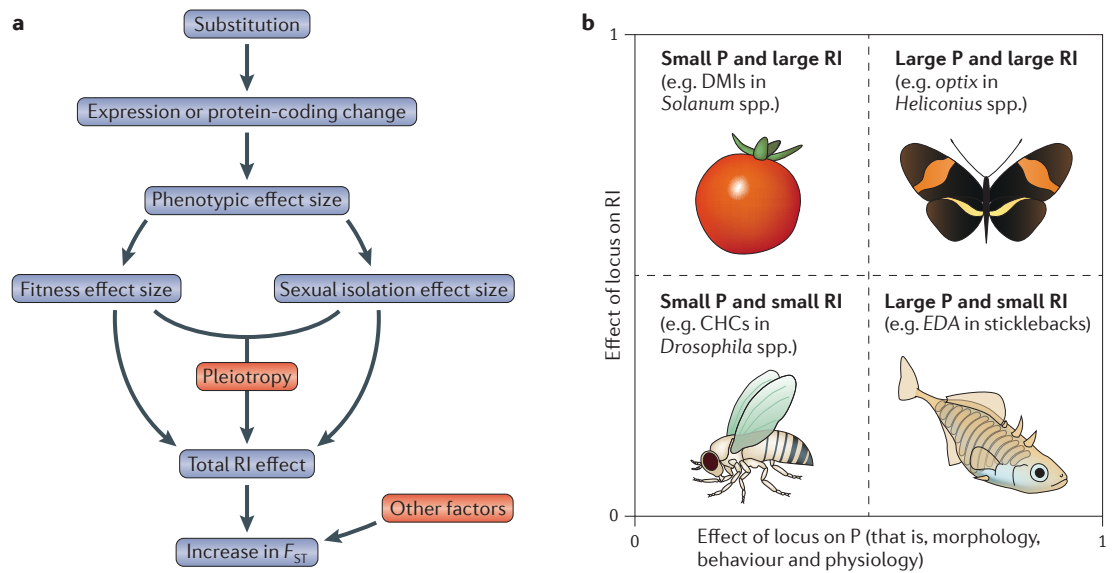 a
Substitution
Expression or protein-coding change
Phenotypic effect size
Fitness effect size
Sexual isolation effect size
Pleiotropy
Total RI effect
Other factors
Increase in FST
b
1
Effect of locus on RI
0
Small P and large RI
(e.g. DMIs in
Solanum spp.)
Large P and large RI
(e.g. optix in
Heliconius spp.)
Small P and small RI
(e.g. CHCs in
Drosophila spp.)
Large P and small RI
(e.g. EDA in sticklebacks)
0
Effect of locus on P (that is, morphology,
behaviour and physiology)
1